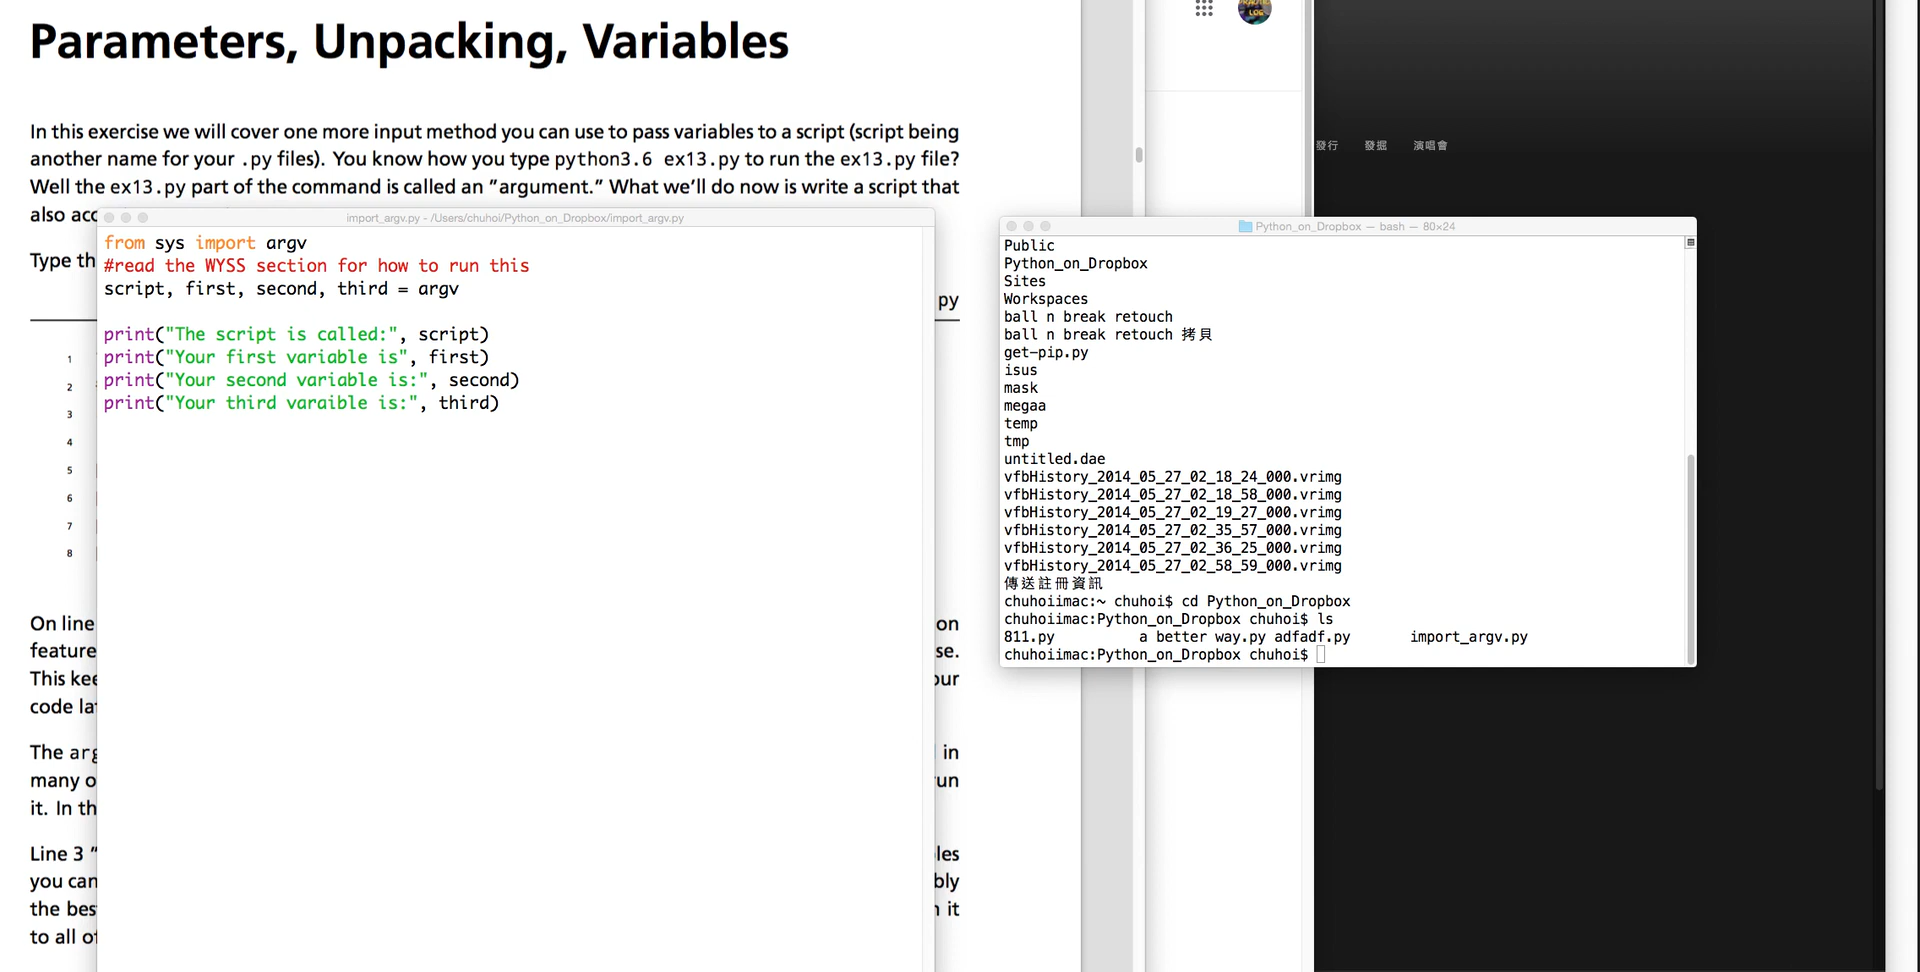 Parameters, Unpacking, Variables
In this exercise we will cover one more input method you can use to pass variables to a script (script being
another name for your .py files). You know how you type python3.6 ex13.py to run the ex13.py file?
Well the ex13.py part of the command is called an "argument." What we'll do now is write a script that
also acc
Type th
py
1
2
3
4
5
6
7
8
On line
on
feature
se.
This kee
our
code la
The arg
in
many o
run
it. In th
Line 3 "
les
you can
bly
the bes
it
to all of
import_argv.py - /Users/chuhoi/Python_on_Dropbox/import_argv.py
from sys import argv
#read the WYSS section for how to run this
script, first, second, third = argv
print("The script is called:", script)
print("Your first variable is", first)
print("Your second variable is:", second)
print("Your third varaible is:", third)
LOG
發行 發掘 演唱會
Python_on_Dropbox — bash — 80×24
Public
Python_on_Dropbox
Sites
Workspaces
ball n break retouch
ball n break retouch 拷貝
get-pip.py
isus
mask
megaa
temp
tmp
untitled.dae
vfbHistory_2014_05_27_02_18_24_000.vrimg
vfbHistory_2014_05_27_02_18_58_000.vrimg
vfbHistory_2014_05_27_02_19_27_000.vrimg
vfbHistory_2014_05_27_02_35_57_000.vrimg
vfbHistory_2014_05_27_02_36_25_000.vrimg
vfbHistory_2014_05_27_02_58_59_000.vrimg
傳送註冊資訊
chuhoiimac:~ chuhoi$ cd Python_on_Dropbox
chuhoiimac:Python_on_Dropbox chuhoi$ ls
811.py a better way.py adfadf.py import_argv.py
chuhoiimac:Python_on_Dropbox chuhoi$